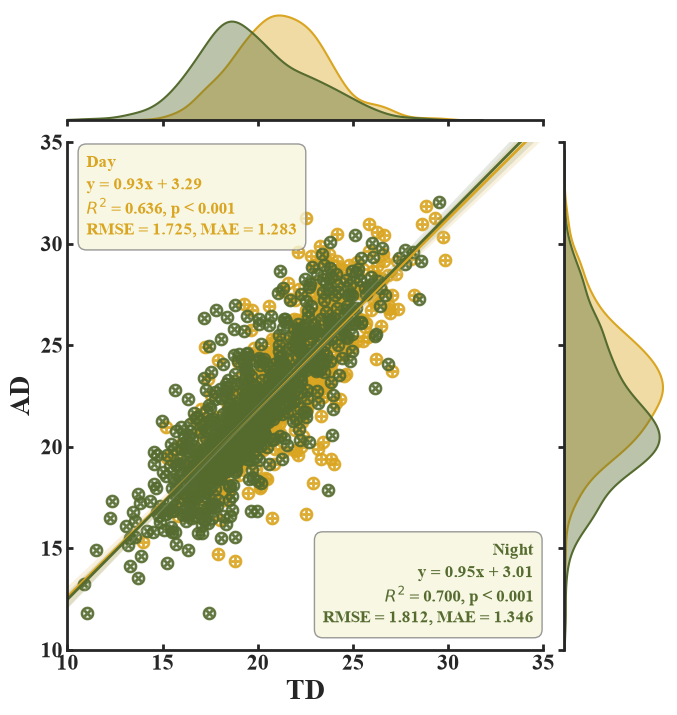 35
Day
y = 0.93x + 3.29
R² = 0.636, p < 0.001
RMSE = 1.725, MAE = 1.283
30
25
AD
20
15
Night
y = 0.95x + 3.01
R² = 0.700, p < 0.001
RMSE = 1.812, MAE = 1.346
10
10 15 20 25 30 35
TD